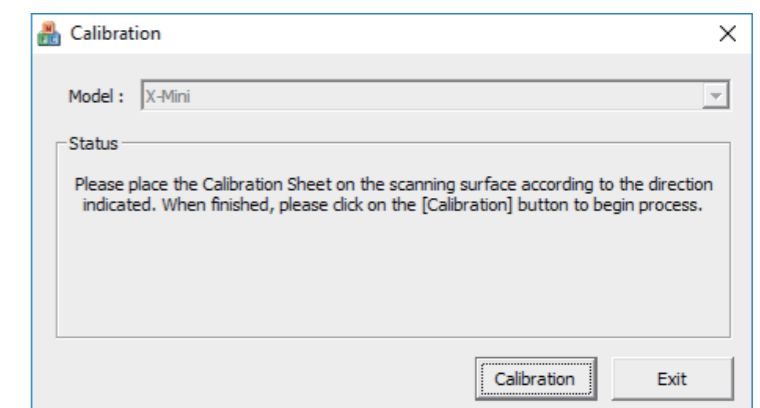 Calibration
Model : X-Mini
Status
Please place the Calibration Sheet on the scanning surface according to the direction
indicated. When finished, please click on the [Calibration] button to begin process.
Calibration Exit